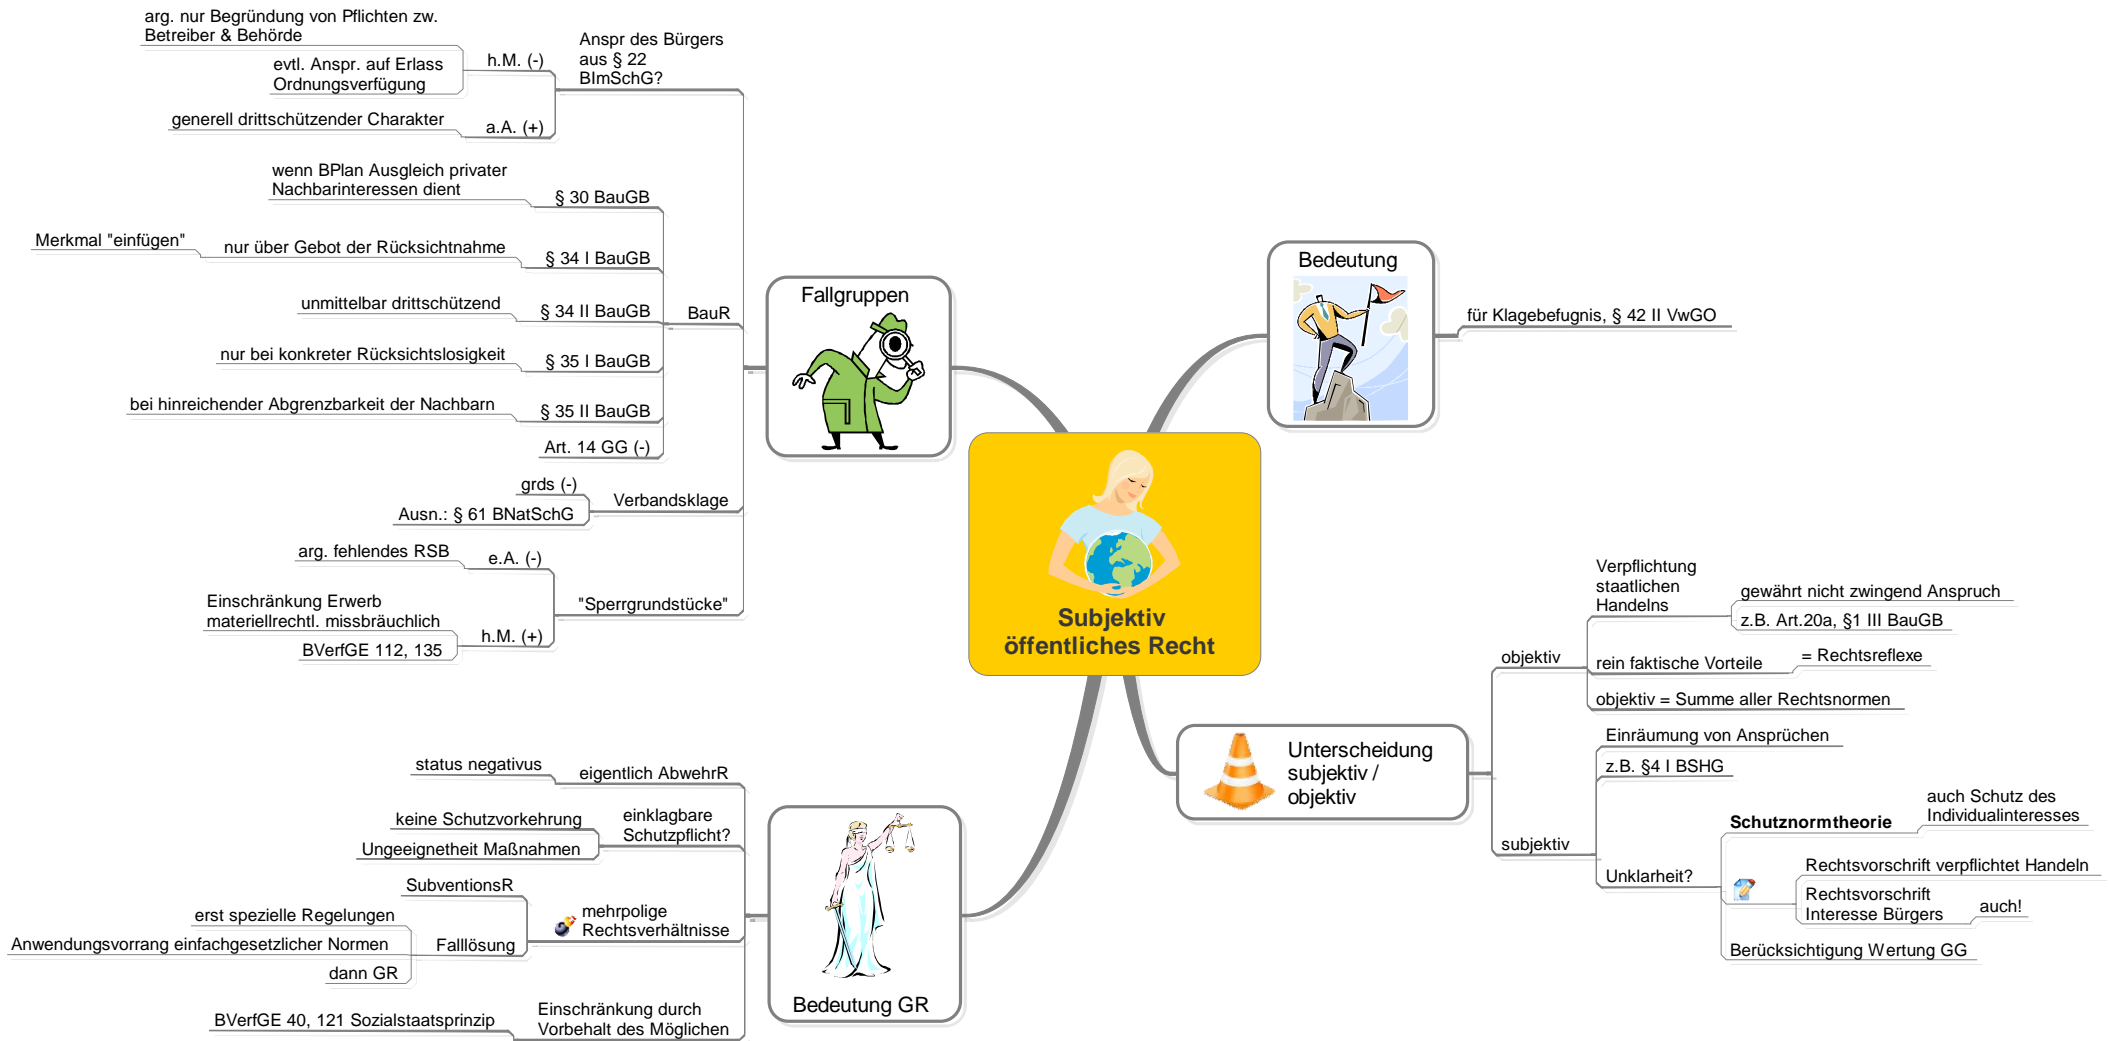 Subjektiv
öffentliches Recht
Bedeutung
für Klagebefugnis, § 42 II VwGO
Unterscheidung
subjektiv /
objektiv
objektiv
Verpflichtung
staatlichen
Handelns
gewährt nicht zwingend Anspruch
z.B. Art.20a, §1 III BauGB
rein faktische Vorteile
= Rechtsreflexe
objektiv = Summe aller Rechtsnormen
subjektiv
Einräumung von Ansprüchen
z.B. §4 I BSHG
Unklarheit?
Schutznormtheorie
auch Schutz des
Individualinteresses
Rechtsvorschrift verpflichtet Handeln
Rechtsvorschrift
Interesse Bürgers
auch!
Berücksichtigung Wertung GG
Bedeutung GR
eigentlich AbwehrR
status negativus
einklagbare
Schutzpflicht?
keine Schutzvorkehrung
Ungeeignetheit Maßnahmen
mehrpolige
Rechtsverhältnisse
SubventionsR
Falllösung
erst spezielle Regelungen
Anwendungsvorrang einfachgesetzlicher Normen
dann GR
Einschränkung durch
Vorbehalt des Möglichen
BVerfGE 40, 121 Sozialstaatsprinzip
Fallgruppen
Anspr des Bürgers
aus § 22
BImSchG?
h.M. (-)
arg. nur Begründung von Pflichten zw.
Betreiber & Behörde
evtl. Anspr. auf Erlass
Ordnungsverfügung
a.A. (+)
generell drittschützender Charakter
BauR
§ 30 BauGB
wenn BPlan Ausgleich privater
Nachbarinteressen dient
§ 34 I BauGB
nur über Gebot der Rücksichtnahme
Merkmal "einfügen"
§ 34 II BauGB
unmittelbar drittschützend
§ 35 I BauGB
nur bei konkreter Rücksichtslosigkeit
§ 35 II BauGB
bei hinreichender Abgrenzbarkeit der Nachbarn
Art. 14 GG (-)
Verbandsklage
grds (-)
Ausn.: § 61 BNatSchG
"Sperrgrundstücke"
e.A. (-)
arg. fehlendes RSB
h.M. (+)
Einschränkung Erwerb
materiellrechtl. missbräuchlich
BVerfGE 112, 135